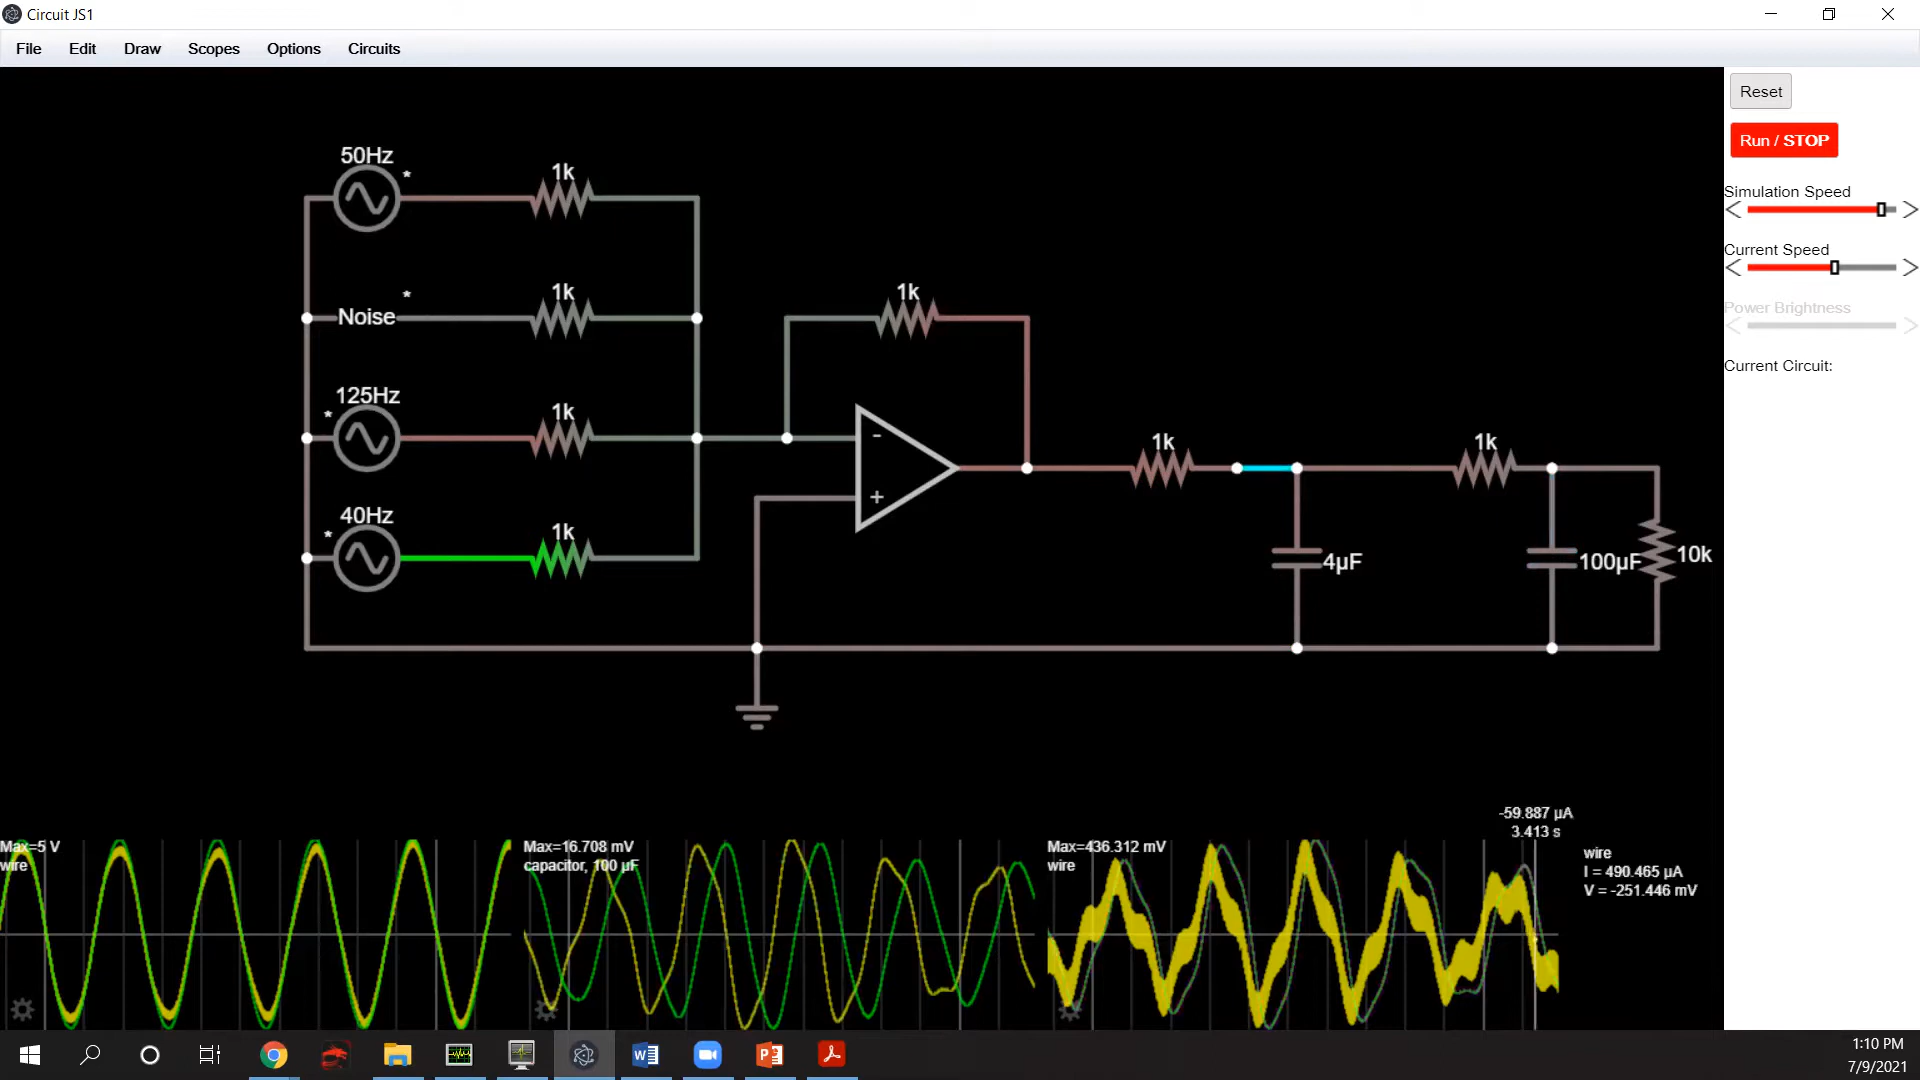 Circuit JS1
File Edit Draw Scopes Options Circuits
Reset
Run / STOP
Simulation Speed
Current Speed
Power Brightness
Current Circuit:
50Hz
*
1k
Noise
*
1k
1k
125Hz
*
1k
-
+
1k
1k
40Hz
*
1k
4µF
100µF
10k
Max=5 V
wire
Max=16.708 mV
capacitor, 100 µF
Max=436.312 mV
wire
-59.887 µA
3.413 s
wire
I = 490.465 µA
V = -251.446 mV
1:10 PM
7/9/2021